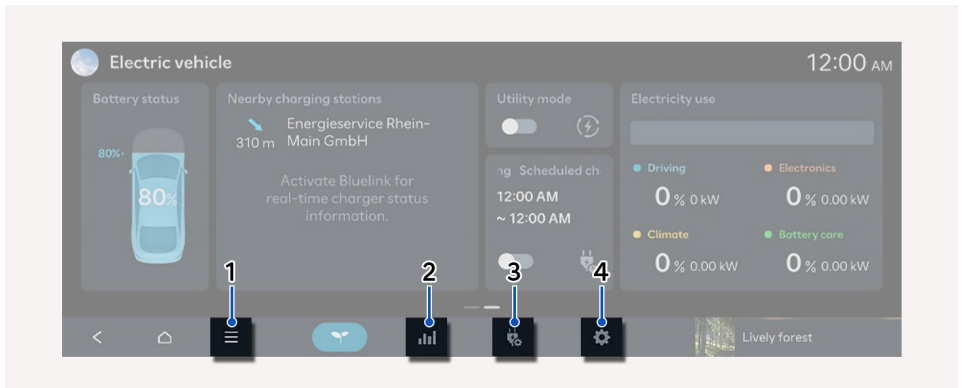 Electric vehicle
12:00 AM
Battery status
80%
80%
Nearby charging stations
310 m
Energieservice Rhein-
Main GmbH
Activate Bluelink for
real-time charger status
information.
Utility mode
ng Scheduled ch
12:00 AM
~ 12:00 AM
Electricity use
Driving
0 % 0 kW
Electronics
0 % 0.00 kW
Climate
0 % 0.00 kW
Battery care
0 % 0.00 kW
1
2
3
4
Lively forest